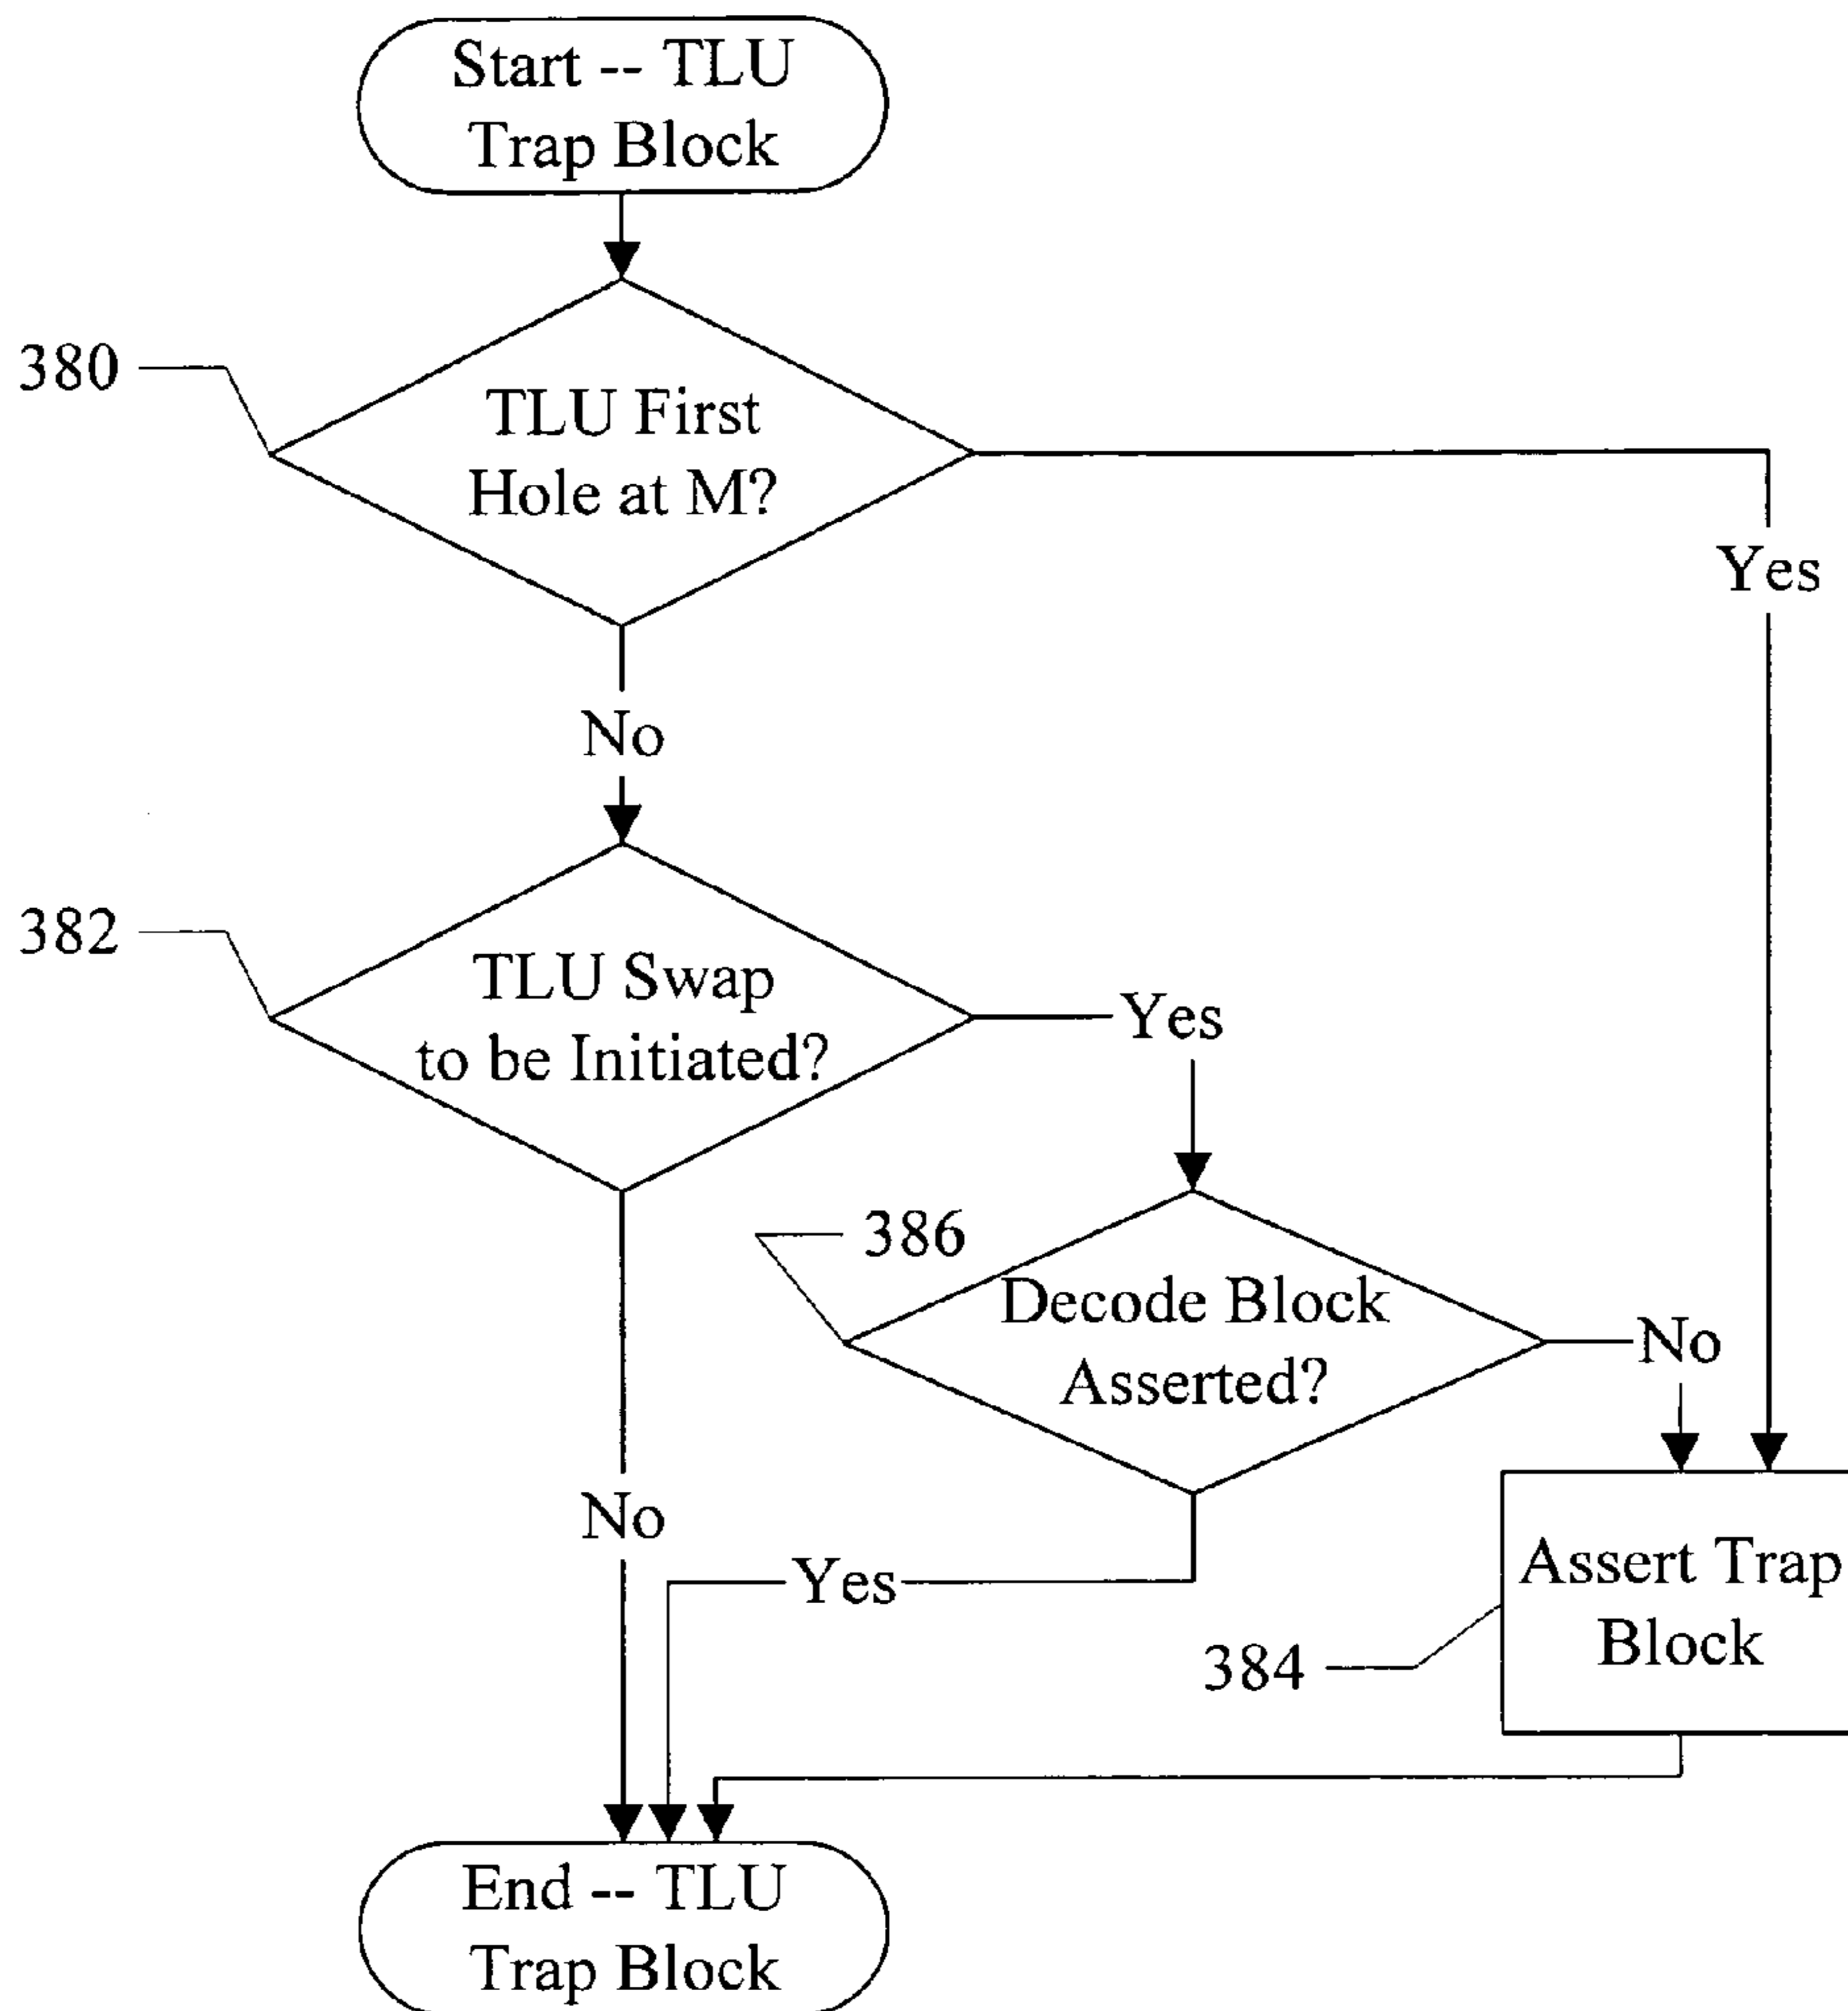 Start -- TLU
Trap Block
380
TLU First
Hole at M?
Yes
No
382
TLU Swap
to be Initiated?
Yes
386
Decode Block
Asserted?
No
No
Yes
Assert Trap
Block
384
End -- TLU
Trap Block